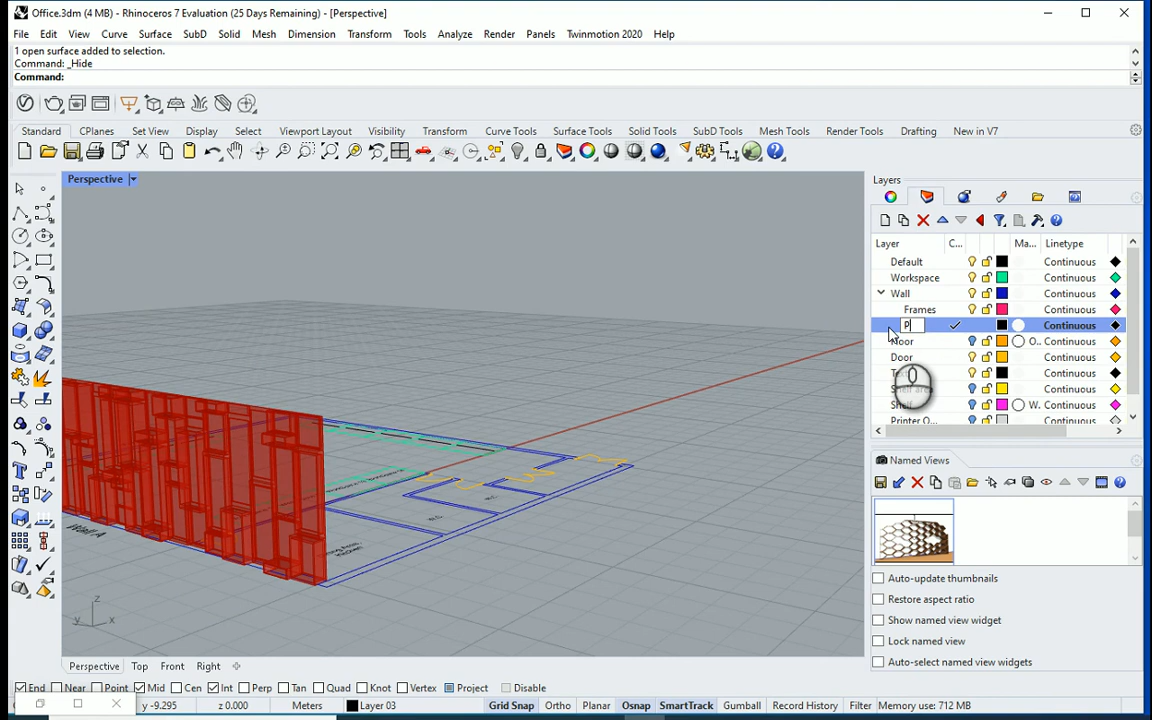 Office.3dm (4 MB) - Rhinoceros 7 Evaluation (25 Days Remaining) - [Perspective]
File Edit View Curve Surface SubD Solid Mesh Dimension Transform Tools Analyze Render Panels Twinmotion 2020 Help
1 open surface added to selection.
Command: _Hide
Command:
Standard CPlanes Set View Display Select Viewport Layout Visibility Transform Curve Tools Surface Tools Solid Tools SubD Tools Mesh Tools Render Tools Drafting New in V7
Perspective
Layers
Layer C... Ma... Linetype
Default Continuous
Workspace Continuous
Wall Continuous
Frames Continuous
P Continuous
O... Continuous
Door Continuous
Continuous
Continuous
Shelf W. Continuous
Printer O... Continuous
Named Views
Auto-update thumbnails
Restore aspect ratio
Show named view widget
Lock named view
Auto-select named view widgets
W.C
W.C
Wall A
z
y x
Perspective Top Front Right
End Near Point Mid Cen Int Perp Tan Quad Knot Vertex Project Disable
y -9.295 z 0.000 Meters Layer 03 Grid Snap Ortho Planar Osnap SmartTrack Gumball Record History Filter Memory use: 712 MB